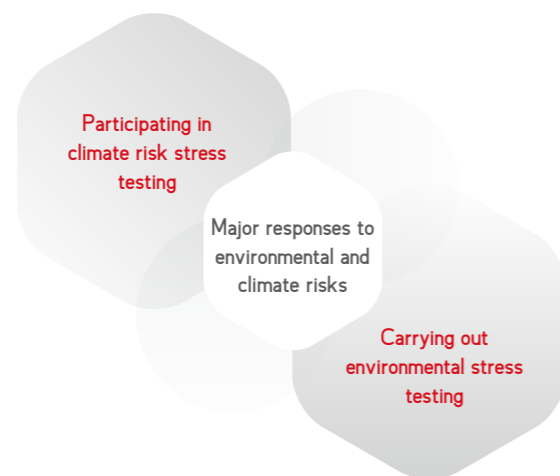 Participating in
climate risk stress
testing
Major responses to
environmental and
climate risks
Carrying out
environmental stress
testing